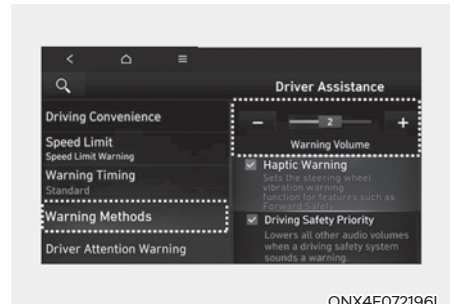 Driver Assistance
Driving Convenience
Speed Limit
Speed Limit Warning
Warning Timing
Standard
Warning Methods
Driver Attention Warning
− 2 +
Warning Volume
Haptic Warning
Sets the steering wheel
vibration warning
function for features such as
Forward Safety
Driving Safety Priority
Lowers all other audio volumes
when a driving safety system
sounds a warning.
ONX4E072196L